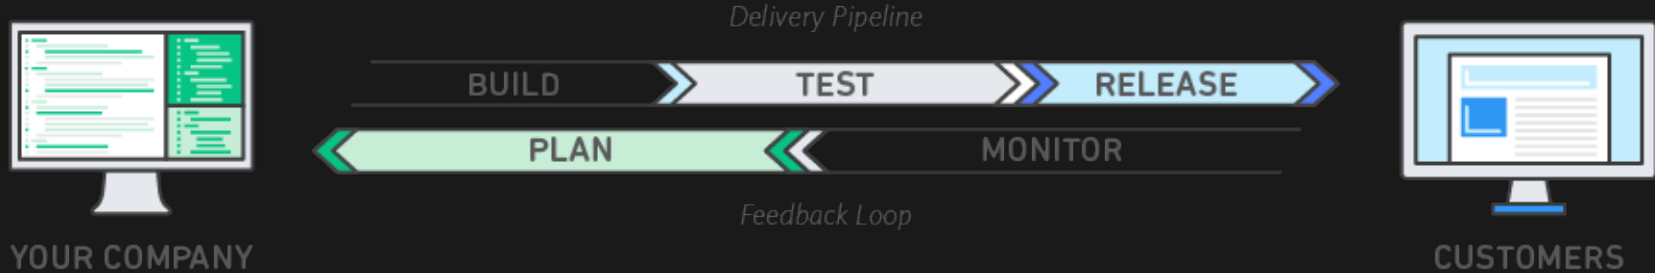 Delivery Pipeline
BUILD
TEST
RELEASE
PLAN
MONITOR
Feedback Loop
YOUR COMPANY
CUSTOMERS